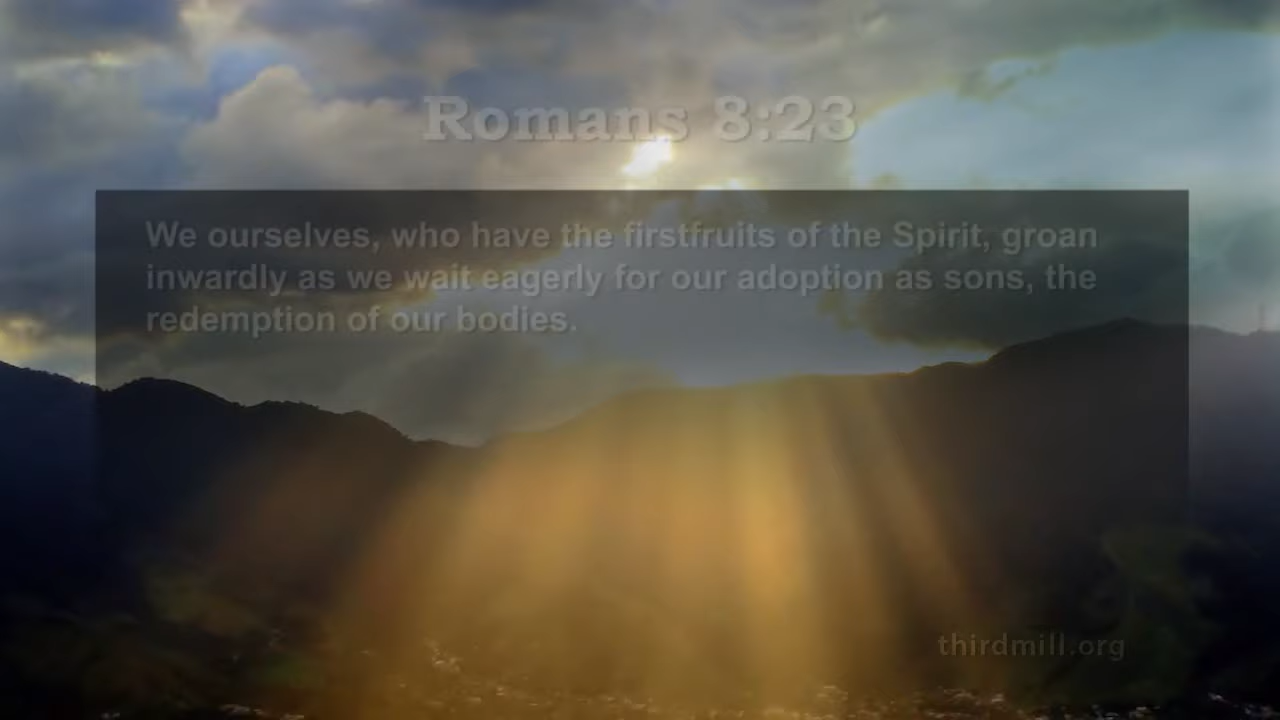 Romans 8:23
We ourselves, who have the firstfruits of the Spirit, groan
inwardly as we wait eagerly for our adoption as sons, the
redemption of our bodies.
thirdmill.org